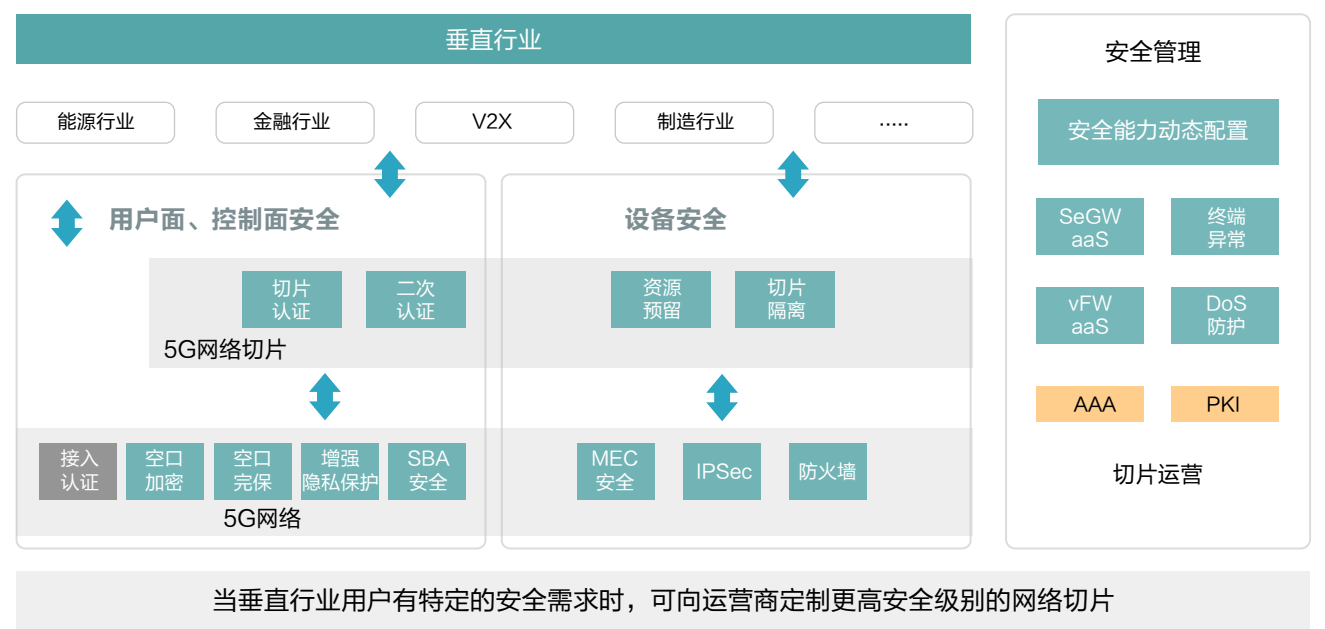 垂直行业
能源行业
金融行业
V2X
制造行业
.....
用户面、控制面安全
设备安全
切片
认证
二次
认证
资源
预留
切片
隔离
5G网络切片
接入
认证
空口
加密
空口
完保
增强
隐私保护
SBA
安全
MEC
安全
IPSec
防火墙
5G网络
安全管理
安全能力动态配置
SeGW
aaS
终端
异常
vFW
aaS
DoS
防护
AAA
PKI
切片运营
当垂直行业用户有特定的安全需求时，可向运营商定制更高安全级别的网络切片